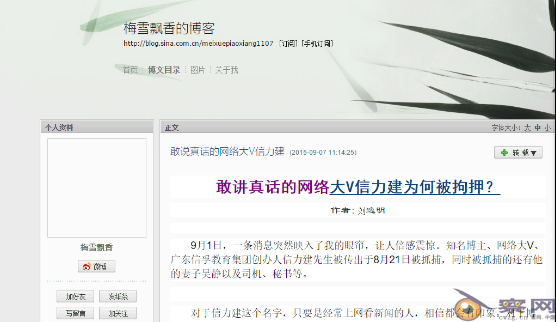 梅雪飘香的博客
http://blog.sina.com.cn/meixuepiaoxiang1107 [订阅] [手机订阅]
首页 博文目录 图片 关于我
个人资料
梅雪飘香
微博
加好友 发纸条
写留言 加关注
正文
字体大小：大 中 小
敢说真话的网络大V信力建 (2015-09-07 11:14:25)
转载▼
敢讲真话的网络大V信力建为何被拘押？
作者：刘逸明
9月1日，一条消息突然映入了我的眼帘，让人倍感震惊。知名博主、网络大V、
广东信孚教育集团创办人信力建先生被传出于8月21日被抓捕，同时被抓捕的还有他
的妻子吴静以及司机、秘书等，
对于信力建这个名字，只要是经常上网看新闻的人，相信都会有印象。